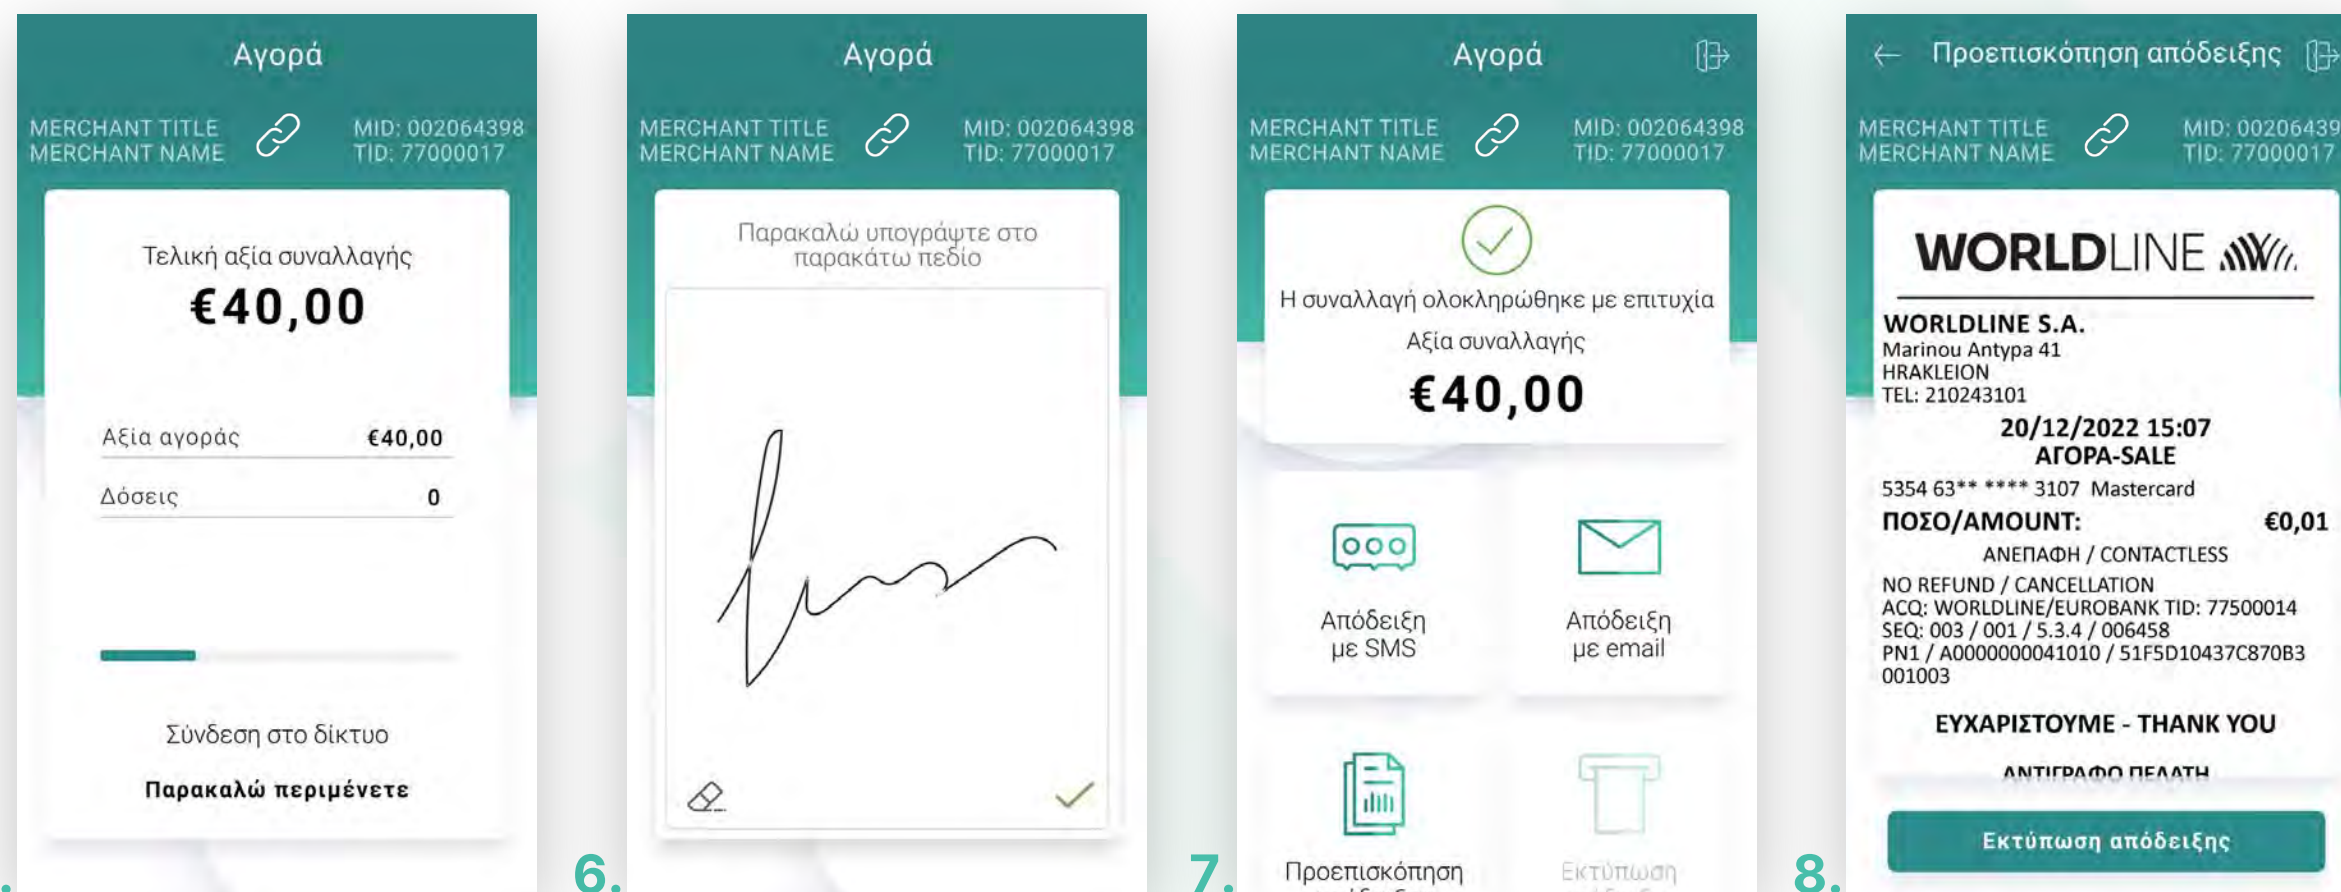 Αγορά
MERCHANT TITLE
MERCHANT NAME
MID: 002064398
TID: 77000017
Τελική αξία συναλλαγής
€40,00
Αξία αγοράς €40,00
Δόσεις 0
Σύνδεση στο δίκτυο
Παρακαλώ περιμένετε
6.
Αγορά
MERCHANT TITLE
MERCHANT NAME
MID: 002064398
TID: 77000017
Παρακαλώ υπογράψτε στο
παρακάτω πεδίο
7.
Αγορά
MERCHANT TITLE
MERCHANT NAME
MID: 002064398
TID: 77000017
Η συναλλαγή ολοκληρώθηκε με επιτυχία
Αξία συναλλαγής
€40,00
Απόδειξη
με SMS
Απόδειξη
με email
Προεπισκόπηση
Εκτύπωση
8.
Προεπισκόπηση απόδειξης
MERCHANT TITLE
MERCHANT NAME
MID: 00206439
TID: 77000017
WORLDLINE
WORLDLINE S.A.
Marinou Antypa 41
HRAKLEION
TEL: 210243101
20/12/2022 15:07
ΑΓΟΡΑ-SALE
5354 63** **** 3107 Mastercard
ΠΟΣΟ/AMOUNT: €0,01
ΑΝΕΠΑΦΗ / CONTACTLESS
NO REFUND / CANCELLATION
ACQ: WORLDLINE/EUROBANK TID: 77500014
SEQ: 003 / 001 / 5.3.4 / 006458
PN1 / A0000000041010 / 51F5D10437C870B3
001003
ΕΥΧΑΡΙΣΤΟΥΜΕ - THANK YOU
ΑΝΤΙΓΡΑΦΟ ΠΕΛΑΤΗ
Εκτύπωση απόδειξης